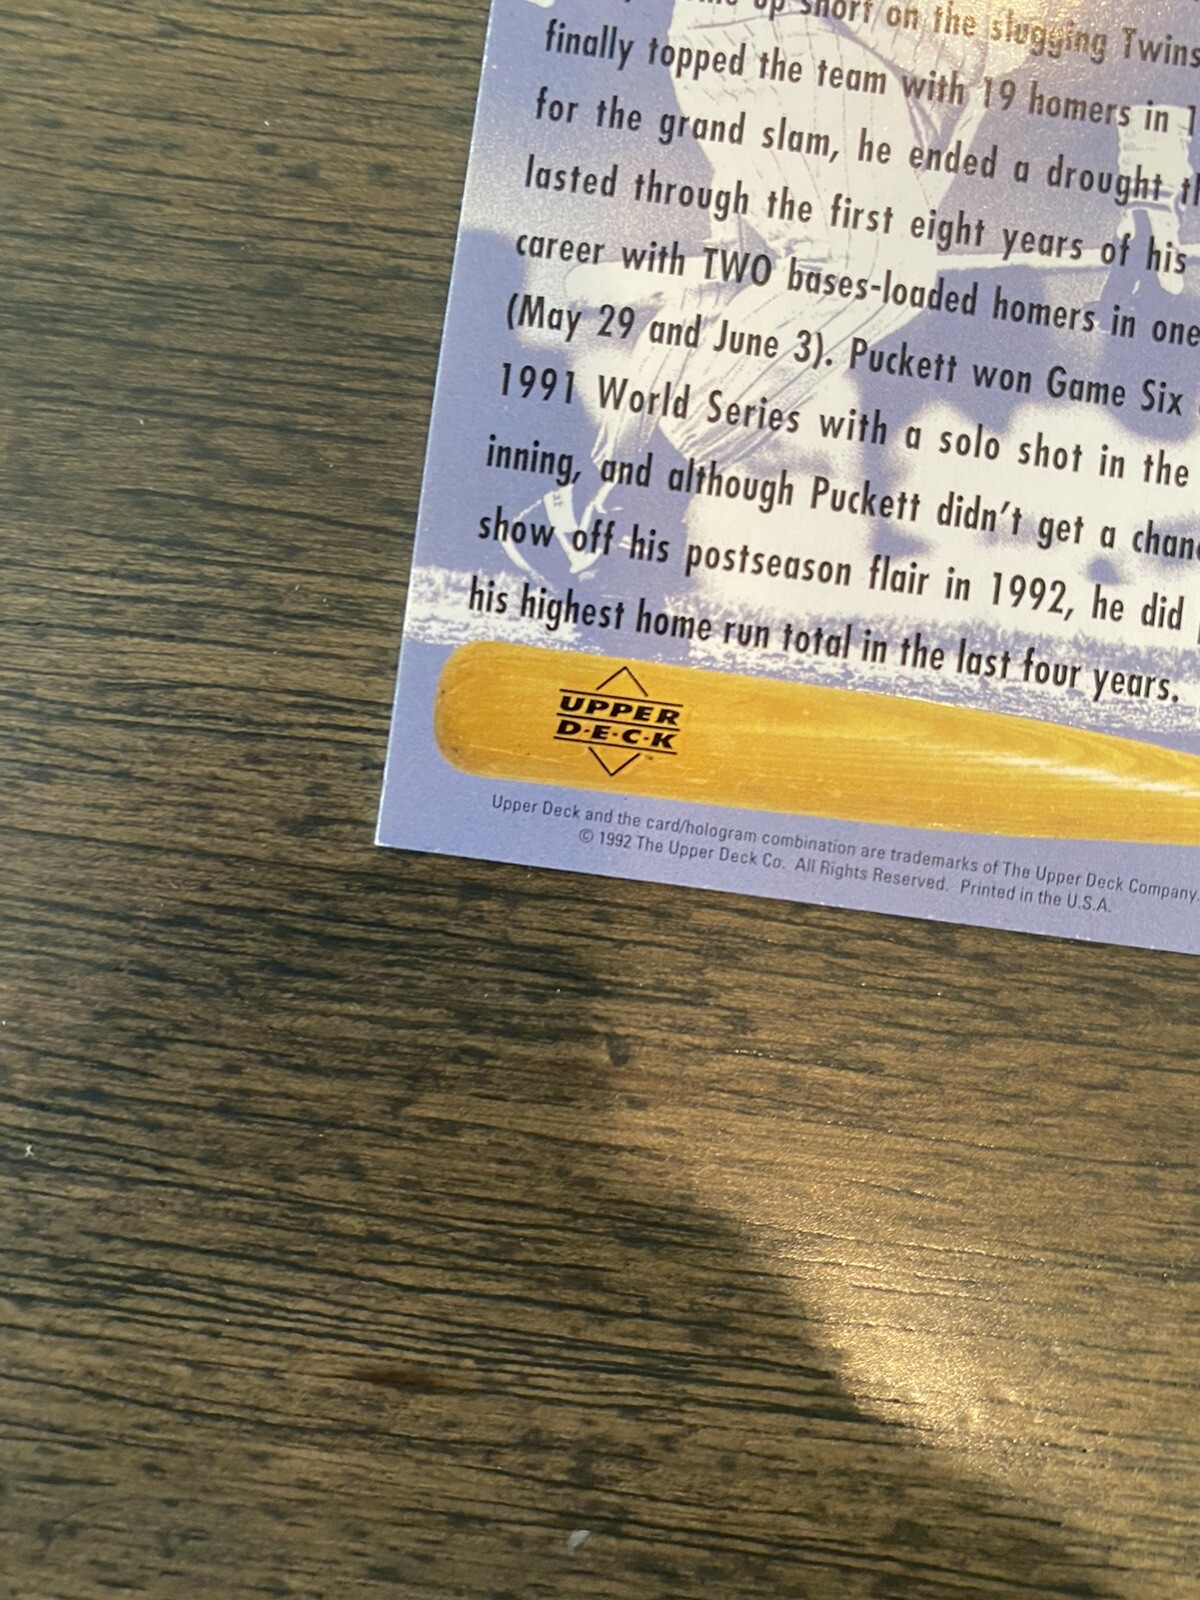 up short on the slugging Twins
finally topped the team with 19 homers in
for the grand slam, he ended a drought
lasted through the first eight years of his
career with TWO bases-loaded homers in one
(May 29 and June 3). Puckett won Game Six
1991 World Series with a solo shot in the
inning, and although Puckett didn't get a
show off his postseason flair in 1992, he did
his highest home run total in the last four years.
UPPER
D·E·C·K
™
Upper Deck and the card/hologram combination are trademarks of The Upper Deck Company.
© 1992 The Upper Deck Co. All Rights Reserved. Printed in the U.S.A.